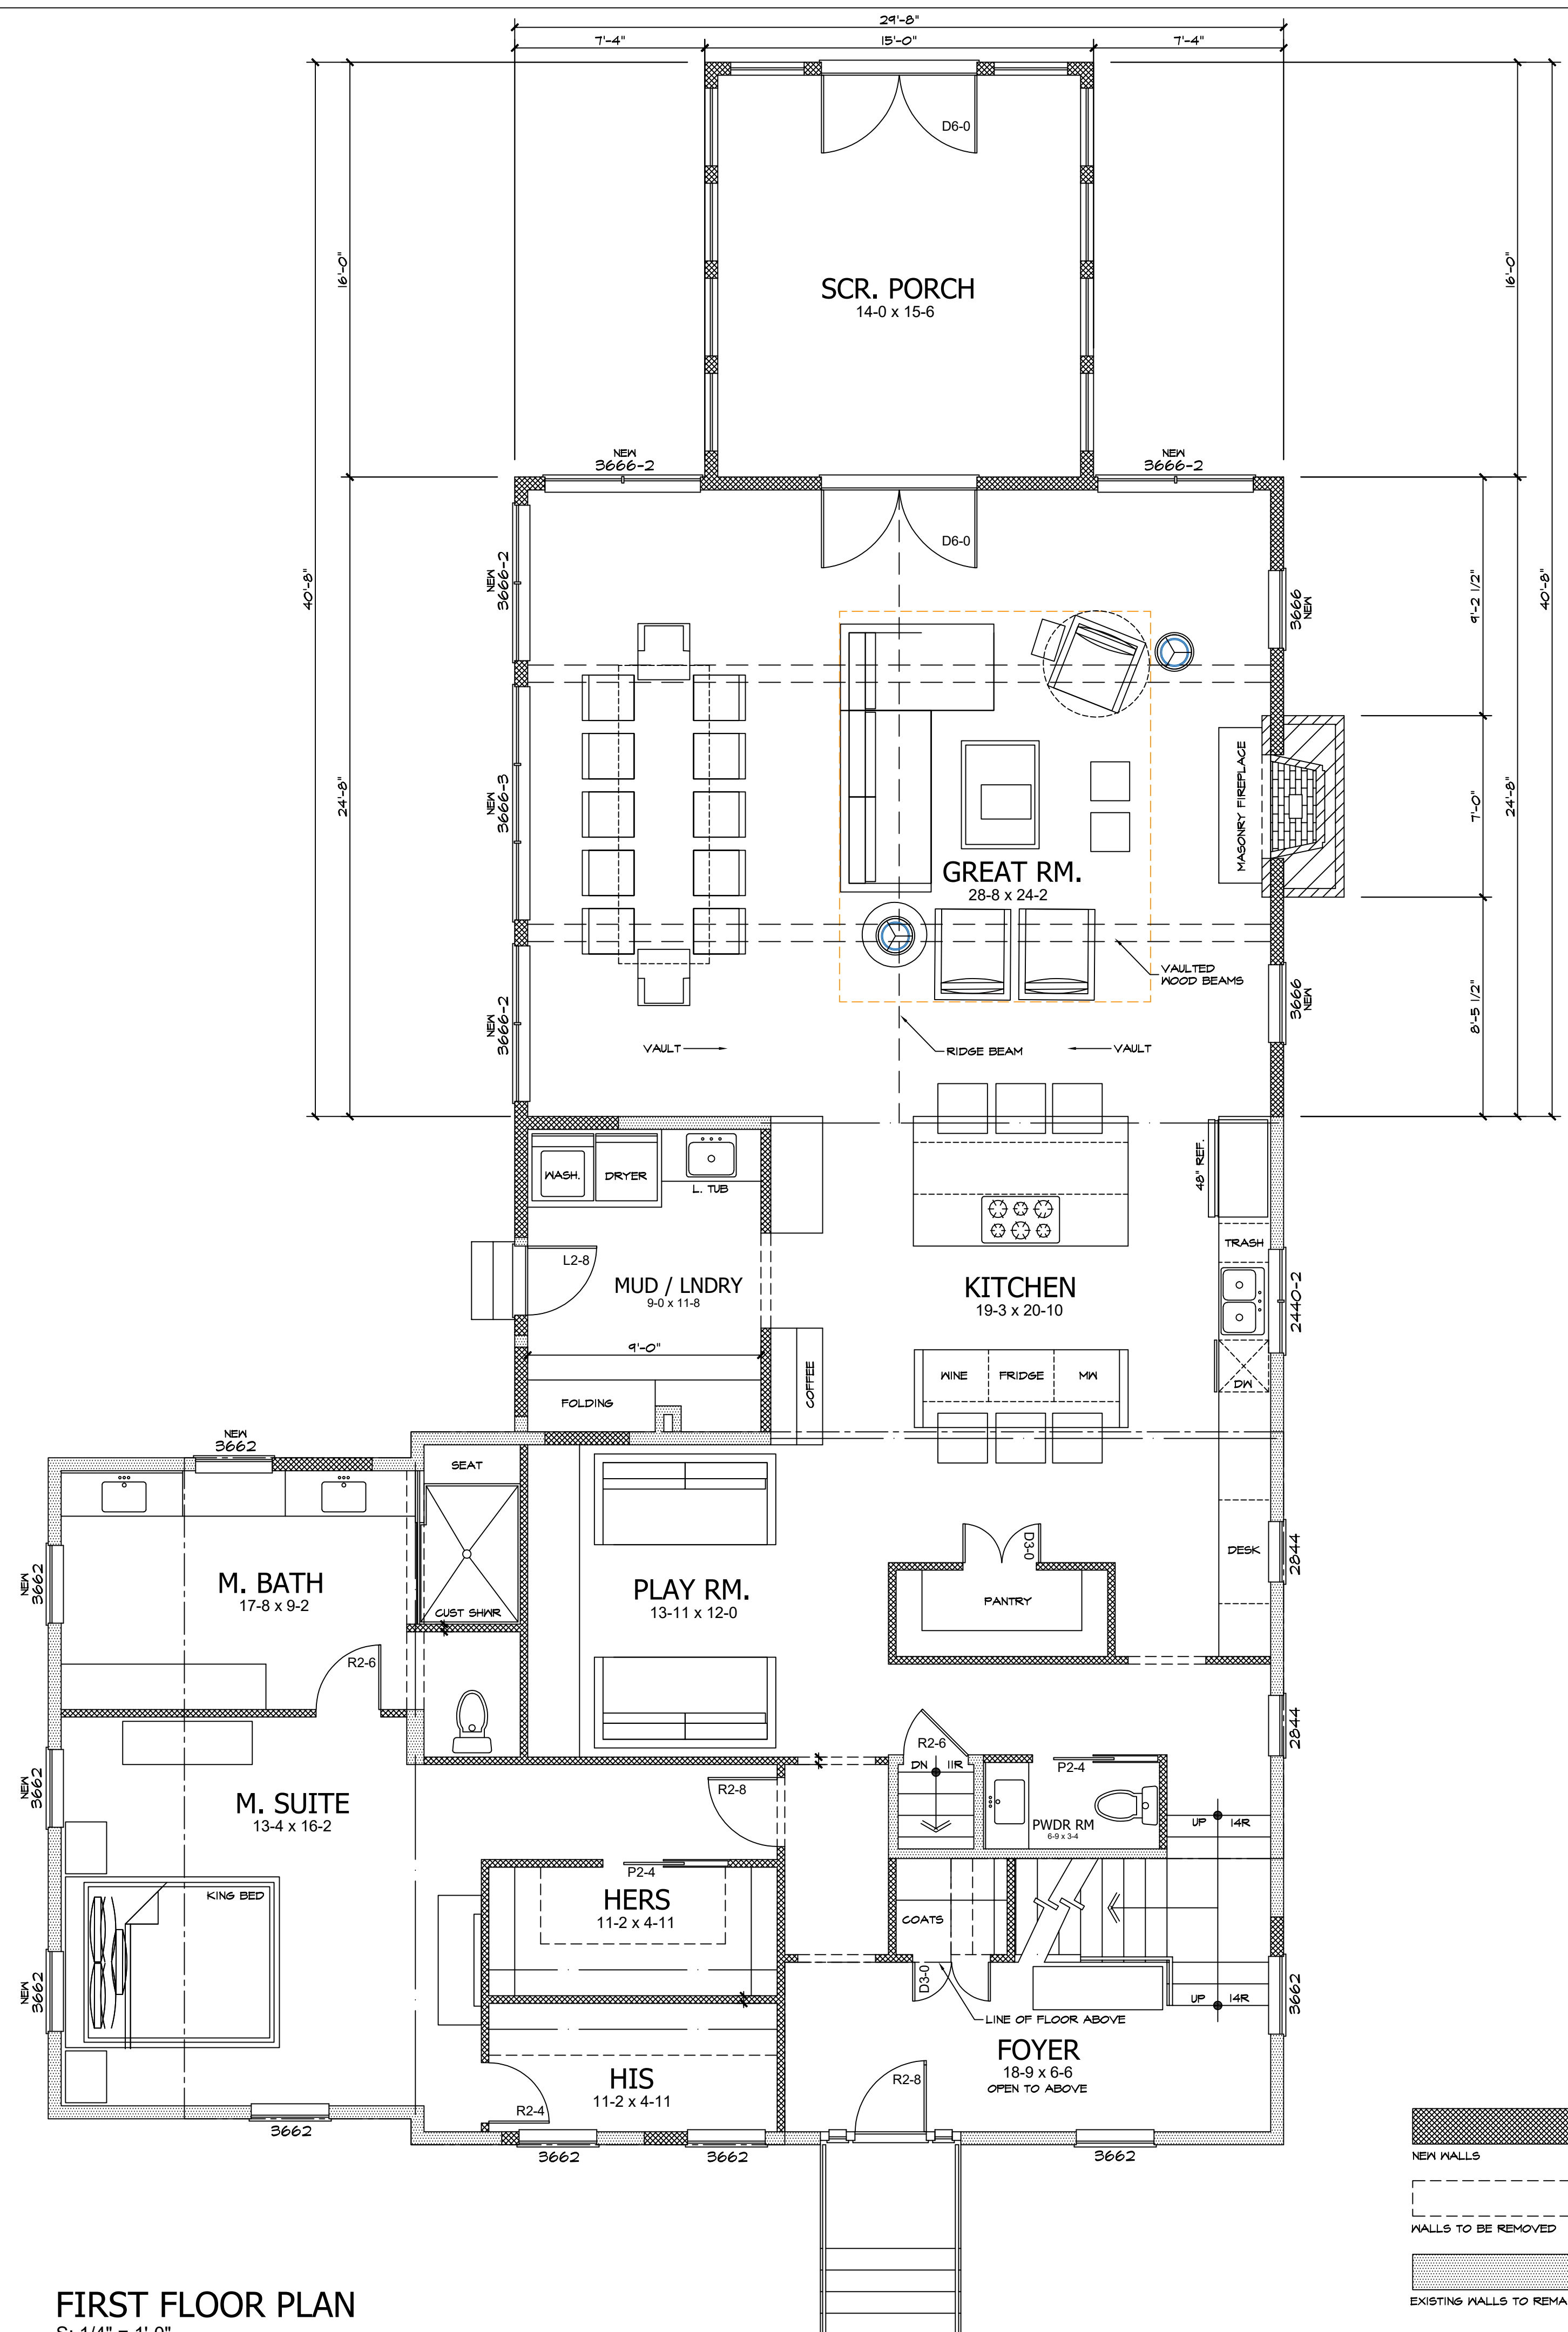 29'-8"
7'-4"
15'-0"
7'-4"
D6-0
16'-0"
16'-0"
SCR. PORCH
14-0 x 15-6
NEW
3666-2
NEW
3666-2
D6-0
NEW
3666-2
3666
NEW
40'-8"
9'-2 1/2"
40'-8"
NEW
3666-3
24'-8"
MASONRY FIREPLACE
7'-0"
24'-8"
GREAT RM.
28-8 x 24-2
VAULTED
WOOD BEAMS
NEW
3666-2
3666
NEW
8'-5 1/2"
VAULT
RIDGE BEAM
VAULT
WASH.
DRYER
L. TUB
48" REF.
TRASH
L2-8
MUD / LNDRY
9-0 x 11-8
KITCHEN
19-3 x 20-10
2440-2
9'-0"
COFFEE
WINE
FRIDGE
MW
DW
FOLDING
NEW
3662
SEAT
D3-0
DESK
2844
NEW
3662
M. BATH
17-8 x 9-2
CUST SHWR
PLAY RM.
13-11 x 12-0
PANTRY
R2-6
2844
R2-6
DN
11R
P2-4
NEW
3662
M. SUITE
13-4 x 16-2
R2-8
PWDR RM
6-9 x 3-4
UP
14R
P2-4
KING BED
HERS
11-2 x 4-11
COATS
NEW
3662
D3-0
UP
14R
3662
LINE OF FLOOR ABOVE
FOYER
18-9 x 6-6
OPEN TO ABOVE
HIS
11-2 x 4-11
R2-8
R2-4
3662
3662
3662
3662
NEW WALLS
WALLS TO BE REMOVED
EXISTING WALLS TO REMA
FIRST FLOOR PLAN
S: 1/4" = 1'-0"